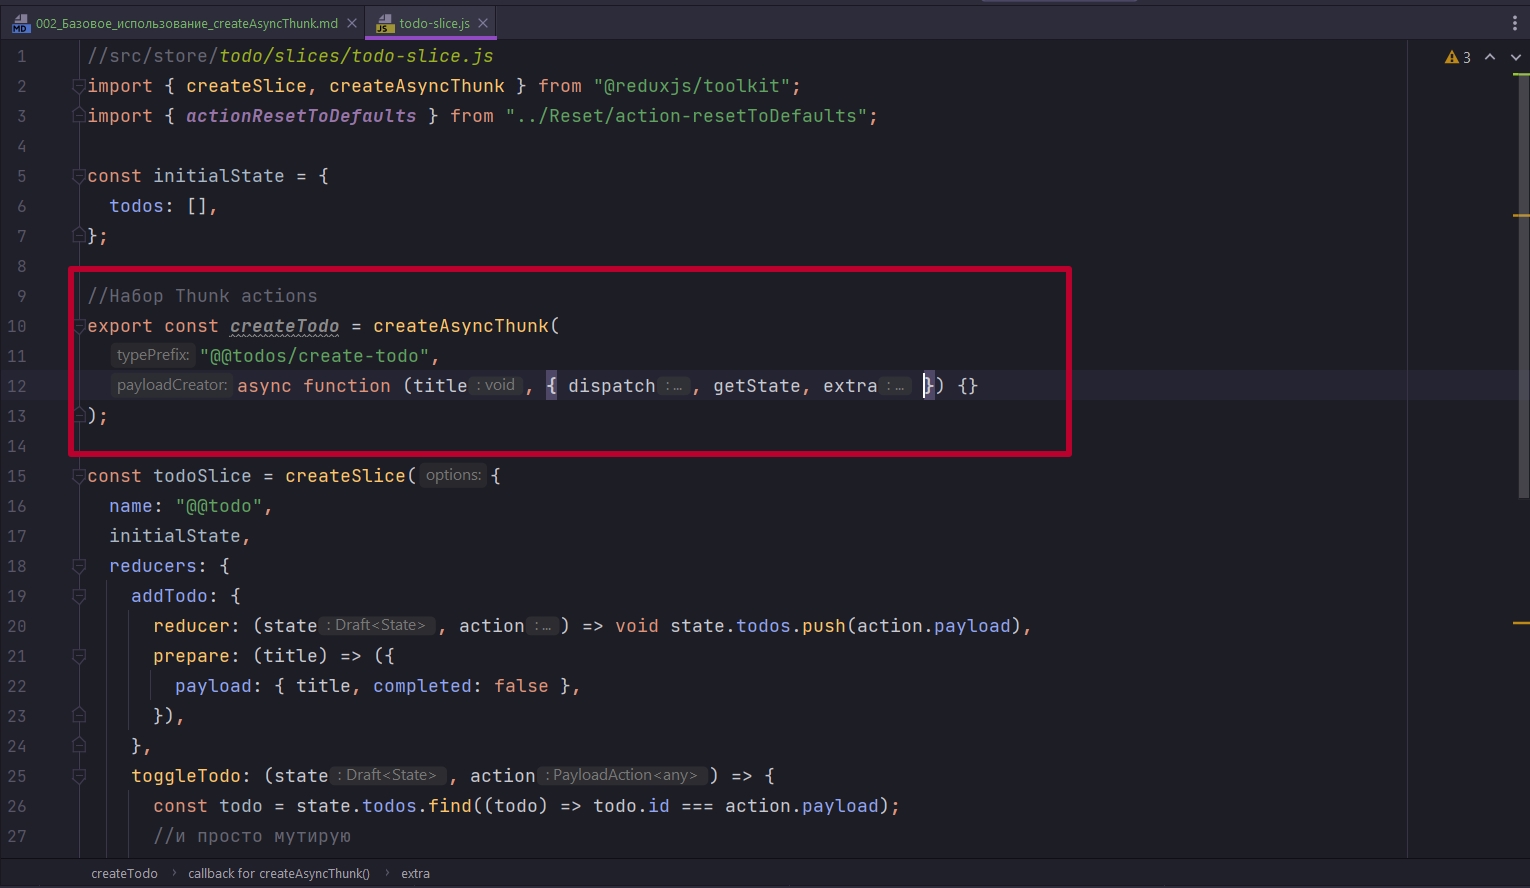 002_Базовое_использование_createAsyncThunk.md todo-slice.js
1 //src/store/todo/slices/todo-slice.js
2 import { createSlice, createAsyncThunk } from "@reduxjs/toolkit";
3 import { actionResetToDefaults } from "../Reset/action-resetToDefaults";
4
5 const initialState = {
6 todos: [],
7 };
8
9 //Набор Thunk actions
10 export const createTodo = createAsyncThunk(
11 typePrefix: "@@todos/create-todo",
12 payloadCreator: async function (title : void , { dispatch : ... , getState, extra : ... }) {}
13 );
14
15 const todoSlice = createSlice( options: {
16 name: "@@todo",
17 initialState,
18 reducers: {
19 addTodo: {
20 reducer: (state : Draft<State> , action : ... ) => void state.todos.push(action.payload),
21 prepare: (title) => ({
22 payload: { title, completed: false },
23 }),
24 },
25 toggleTodo: (state : Draft<State> , action : PayloadAction<any> ) => {
26 const todo = state.todos.find((todo) => todo.id === action.payload);
27 //и просто мутирую
3
createTodo › callback for createAsyncThunk() › extra